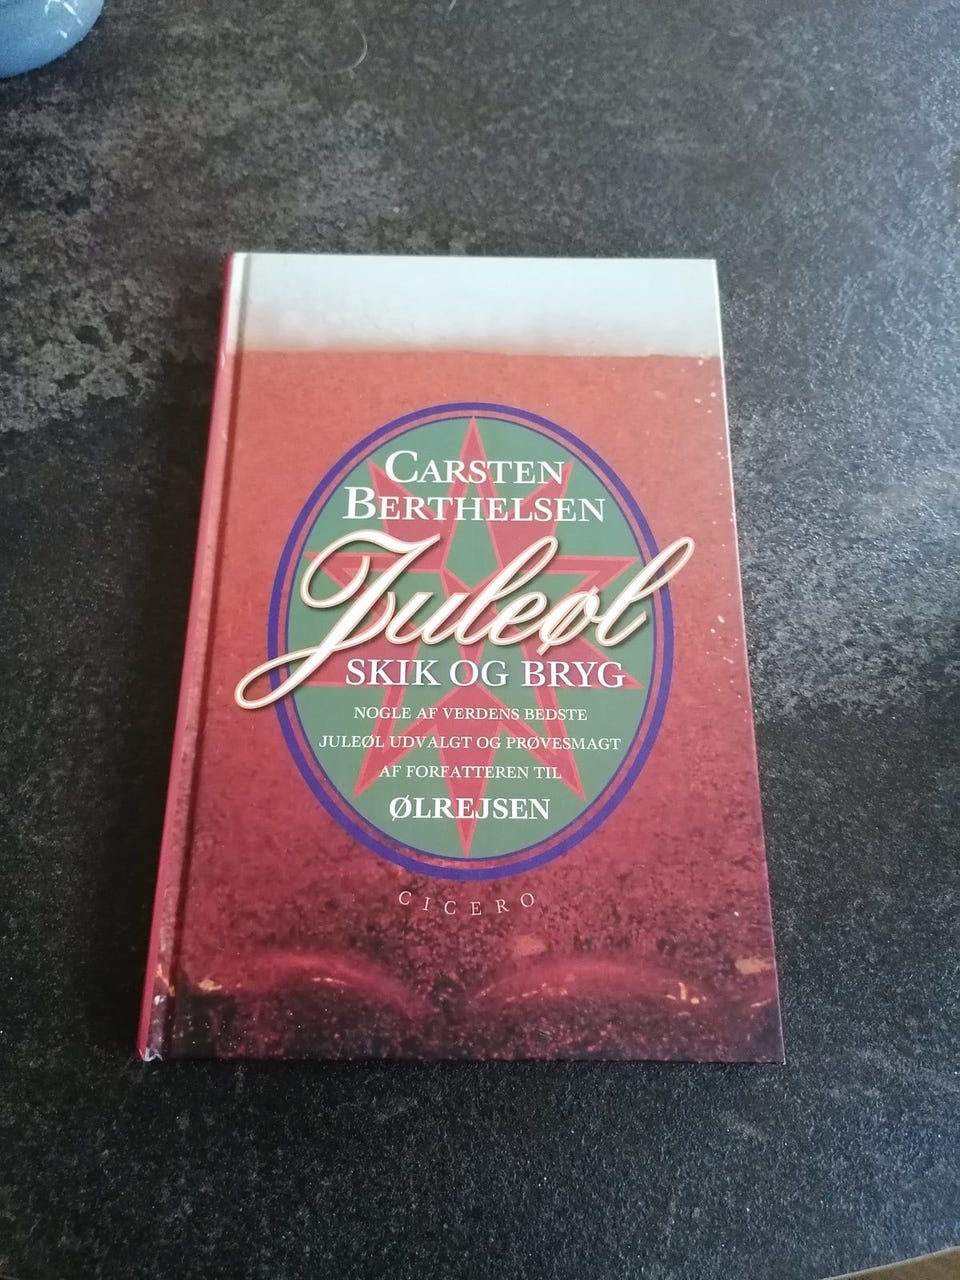 CARSTEN
BERTHELSEN
Juleøl
SKIK OG BRYG
NOGLE AF VERDENS BEDSTE
JULEØL UDVALGT OG PRØVESMAGT
AF FORFATTEREN TIL
ØLREJSEN
CICERO